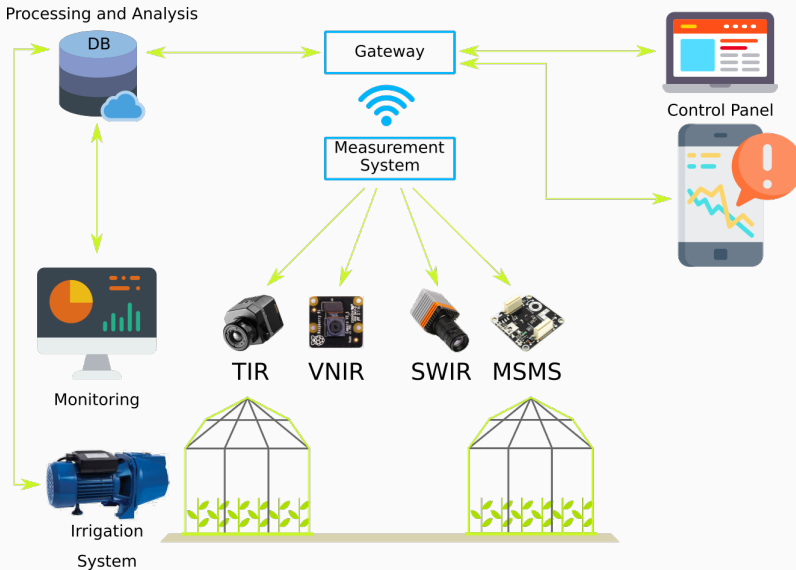 Processing and Analysis
DB
Gateway
Control Panel
Measurement
System
TIR
VNIR
SWIR
MSMS
Monitoring
Irrigation
System